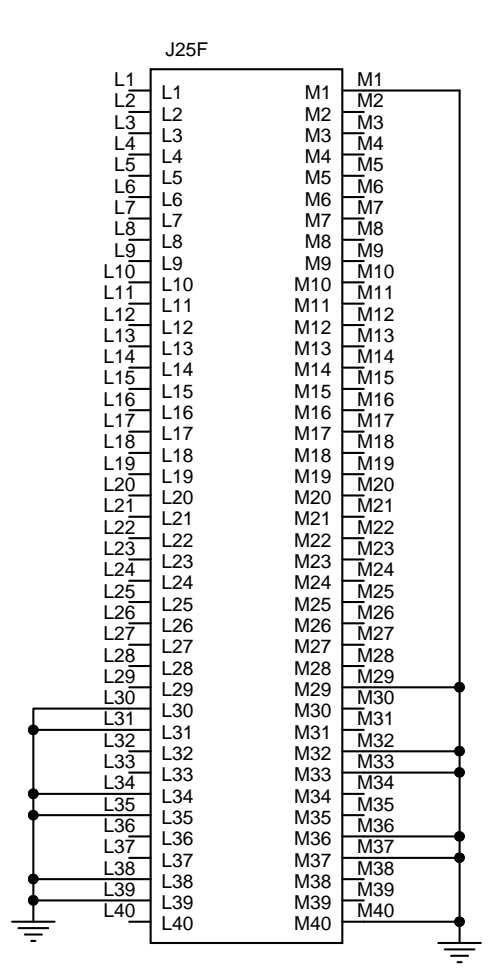 J25F
L1 L1 M1 M1
L2 L2 M2 M2
L3 L3 M3 M3
L4 L4 M4 M4
L5 L5 M5 M5
L6 L6 M6 M6
L7 L7 M7 M7
L8 L8 M8 M8
L9 L9 M9 M9
L10 L10 M10 M10
L11 L11 M11 M11
L12 L12 M12 M12
L13 L13 M13 M13
L14 L14 M14 M14
L15 L15 M15 M15
L16 L16 M16 M16
L17 L17 M17 M17
L18 L18 M18 M18
L19 L19 M19 M19
L20 L20 M20 M20
L21 L21 M21 M21
L22 L22 M22 M22
L23 L23 M23 M23
L24 L24 M24 M24
L25 L25 M25 M25
L26 L26 M26 M26
L27 L27 M27 M27
L28 L28 M28 M28
L29 L29 M29 M29
L30 L30 M30 M30
L31 L31 M31 M31
L32 L32 M32 M32
L33 L33 M33 M33
L34 L34 M34 M34
L35 L35 M35 M35
L36 L36 M36 M36
L37 L37 M37 M37
L38 L38 M38 M38
L39 L39 M39 M39
L40 L40 M40 M40